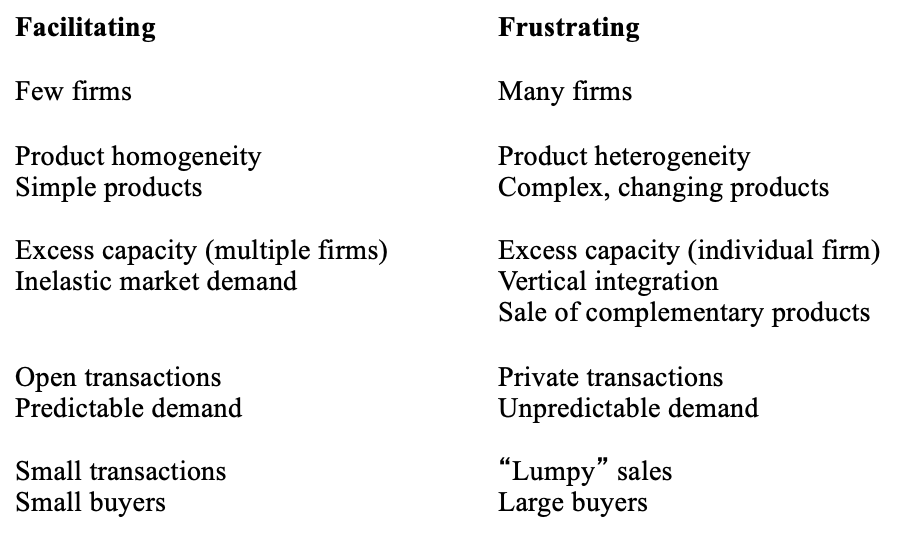 Facilitating
Frustrating
Few firms
Many firms
Product homogeneity
Product heterogeneity
Simple products
Complex, changing products
Excess capacity (multiple firms)
Excess capacity (individual firm)
Inelastic market demand
Vertical integration
Sale of complementary products
Open transactions
Private transactions
Predictable demand
Unpredictable demand
Small transactions
“Lumpy” sales
Small buyers
Large buyers